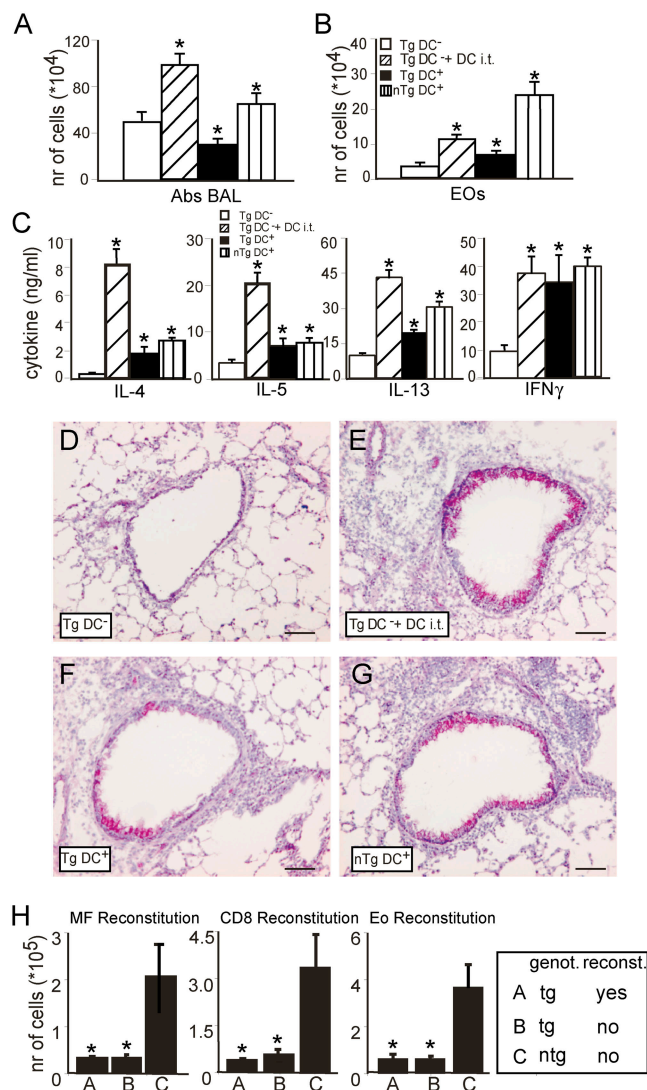 A
nr of cells (*10⁴)
120
80
40
0
*
*
*
Abs BAL
B
nr of cells (*10⁴)
40
20
10
0
Tg DC⁻
Tg DC⁻+ DC i.t.
Tg DC⁺
nTg DC⁺
*
*
*
EOs
C
Tg DC⁻
Tg DC⁻+ DC i.t.
Tg DC⁺
nTg DC⁺
cytokine (ng/ml)
10
8
6
4
2
0
*
*
*
IL-4
30
20
10
0
*
*
*
IL-5
60
45
30
15
0
*
*
*
IL-13
50
40
30
20
10
0
*
*
*
IFNγ
D
Tg DC⁻
E
Tg DC⁻+ DC i.t.
F
Tg DC⁺
G
nTg DC⁺
H
MF Reconstitution
CD8 Reconstitution
Eo Reconstitution
nr of cells (*10⁵)
3
2
1
0
*
*
A B C
4.5
3.0
1.5
0
*
*
A B C
6
4
2
0
*
*
A B C
genot. reconst.
A tg yes
B tg no
C ntg no